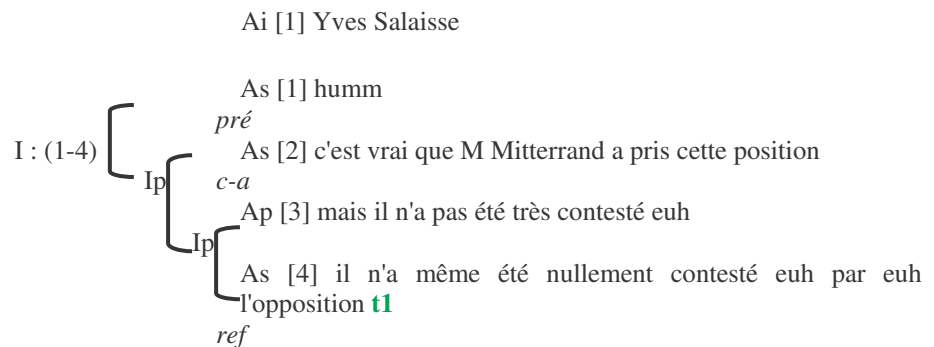 Ai [1] Yves Salaisse
As [1] humm
pré
I : (1-4)
As [2] c'est vrai que M Mitterrand a pris cette position
Ip
c-a
Ap [3] mais il n'a pas été très contesté euh
Ip
As [4] il n'a même été nullement contesté euh par euh
l'opposition t1
ref